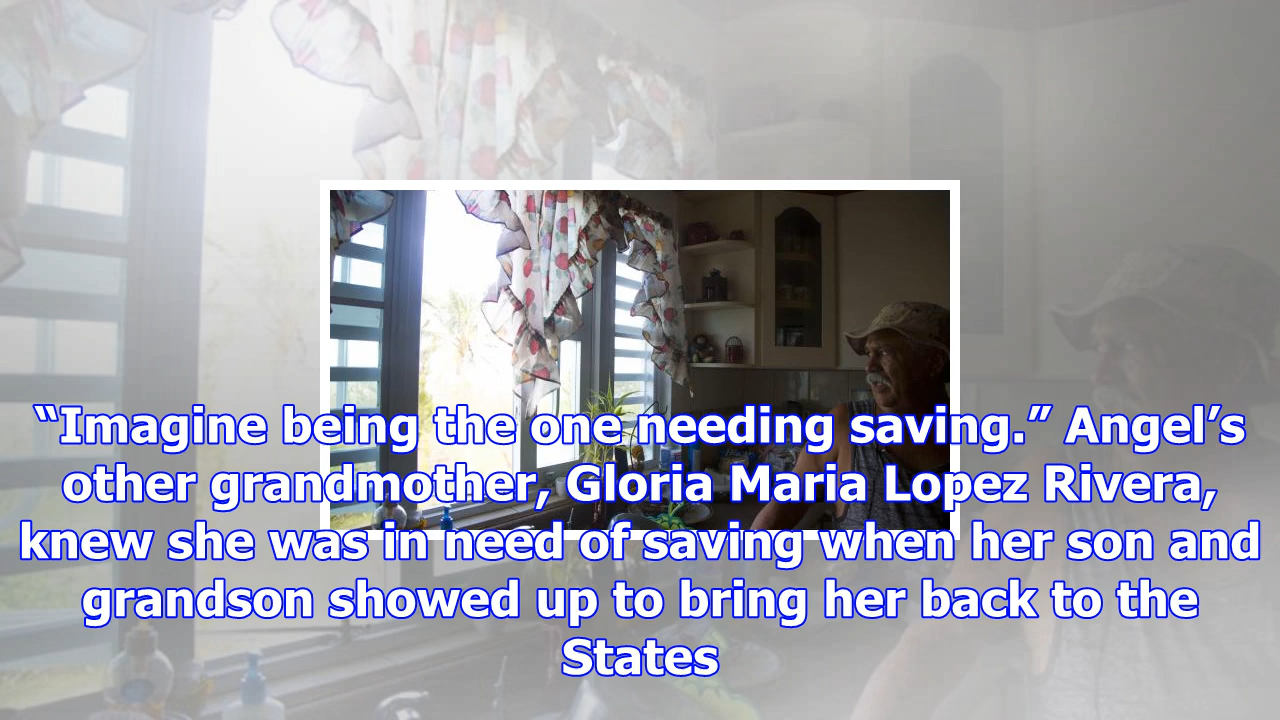 “Imagine being the one needing saving.” Angel’s
other grandmother, Gloria Maria Lopez Rivera,
knew she was in need of saving when her son and
grandson showed up to bring her back to the
States